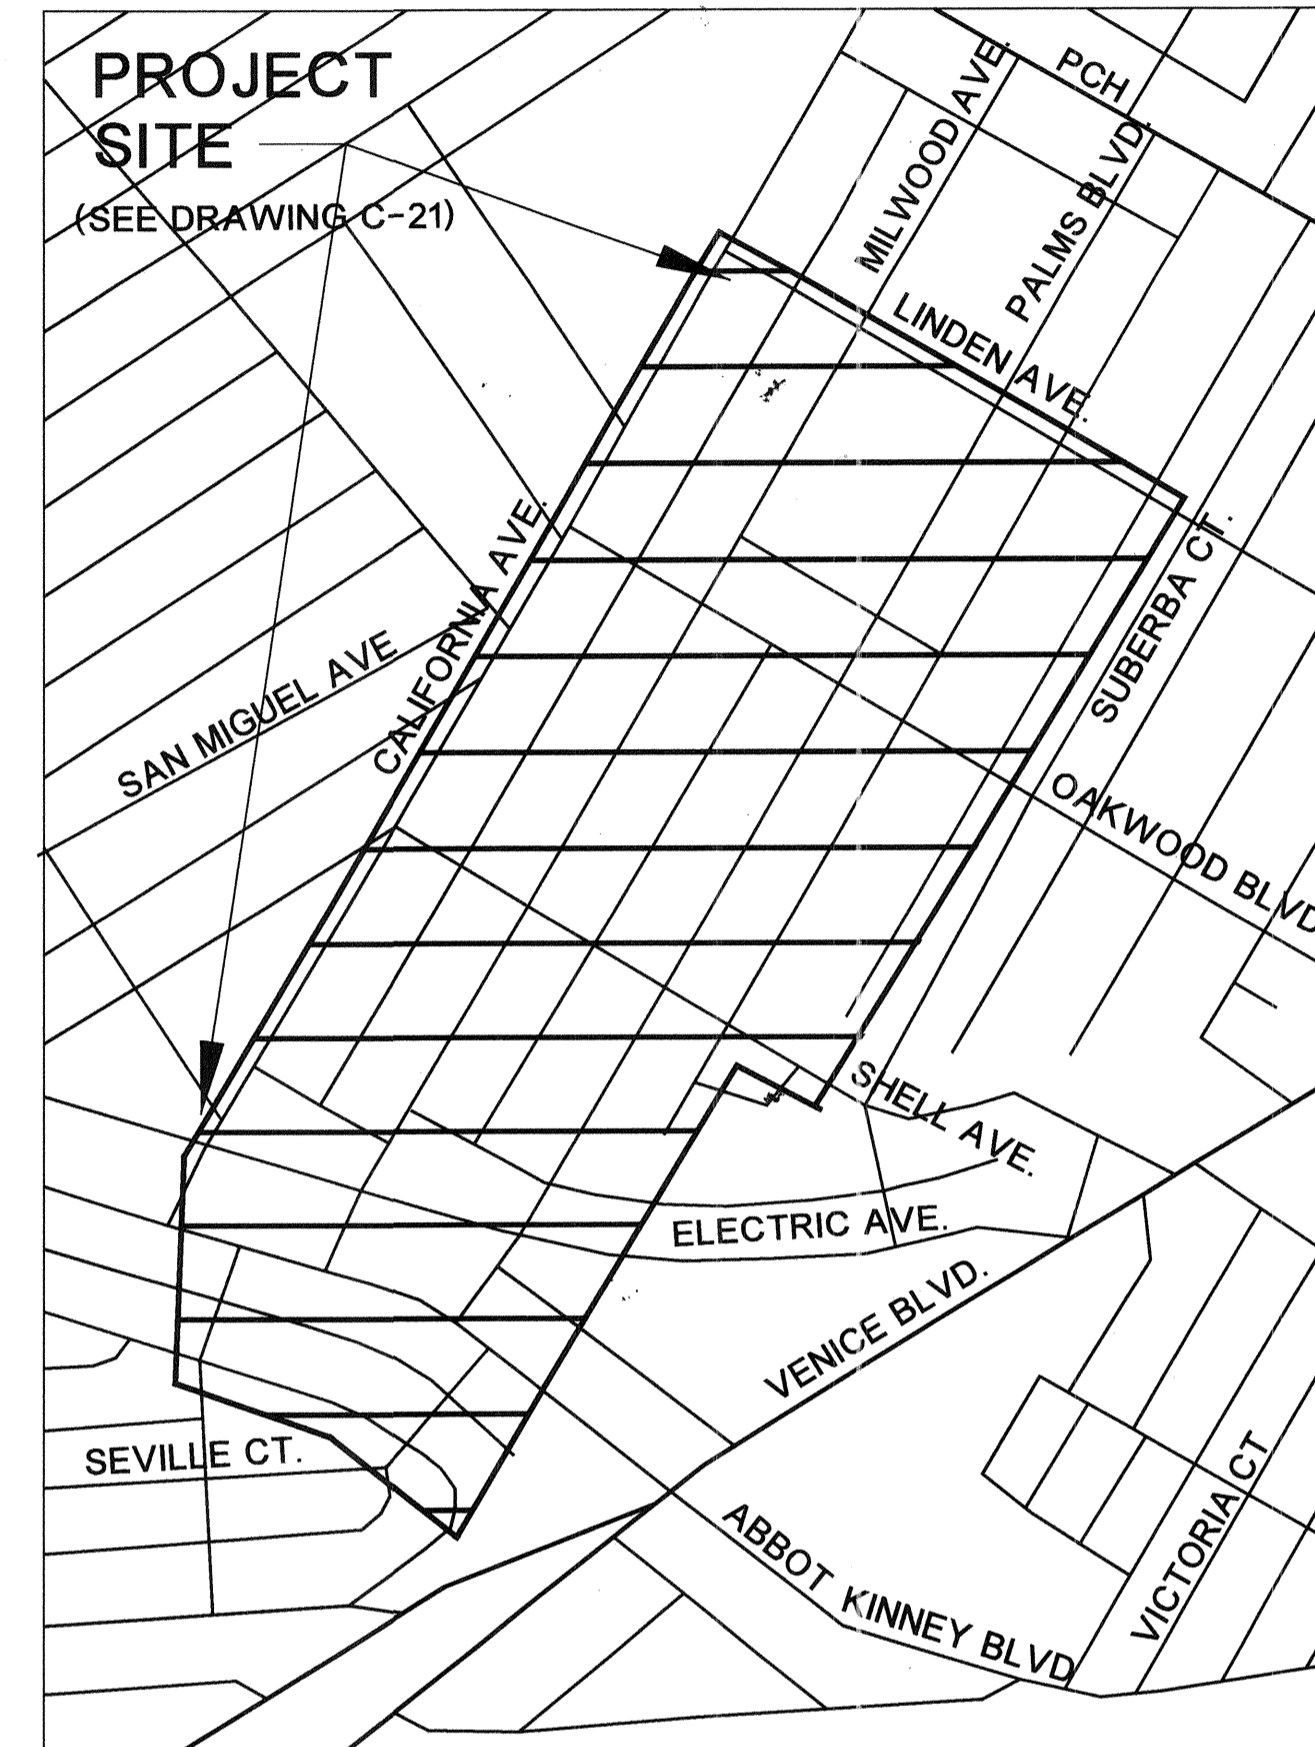 PROJECT
SITE
(SEE DRAWING C-21)
PCH
MILWOOD AVE.
PALMS BLVD.
LINDEN AVE.
CALIFORNIA AVE.
SUBERBA CT.
SAN MIGUEL AVE
OAKWOOD BLVD
SHELL AVE.
ELECTRIC AVE.
VENICE BLVD.
SEVILLE CT.
ABBOT KINNEY BLVD
VICTORIA CT